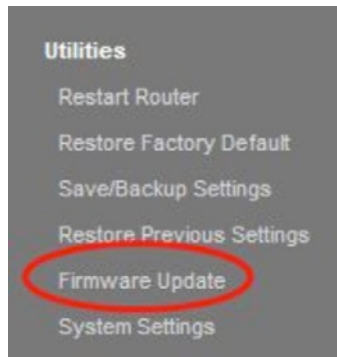 Utilities
Restart Router
Restore Factory Default
Save/Backup Settings
Restore Previous Settings
Firmware Update
System Settings